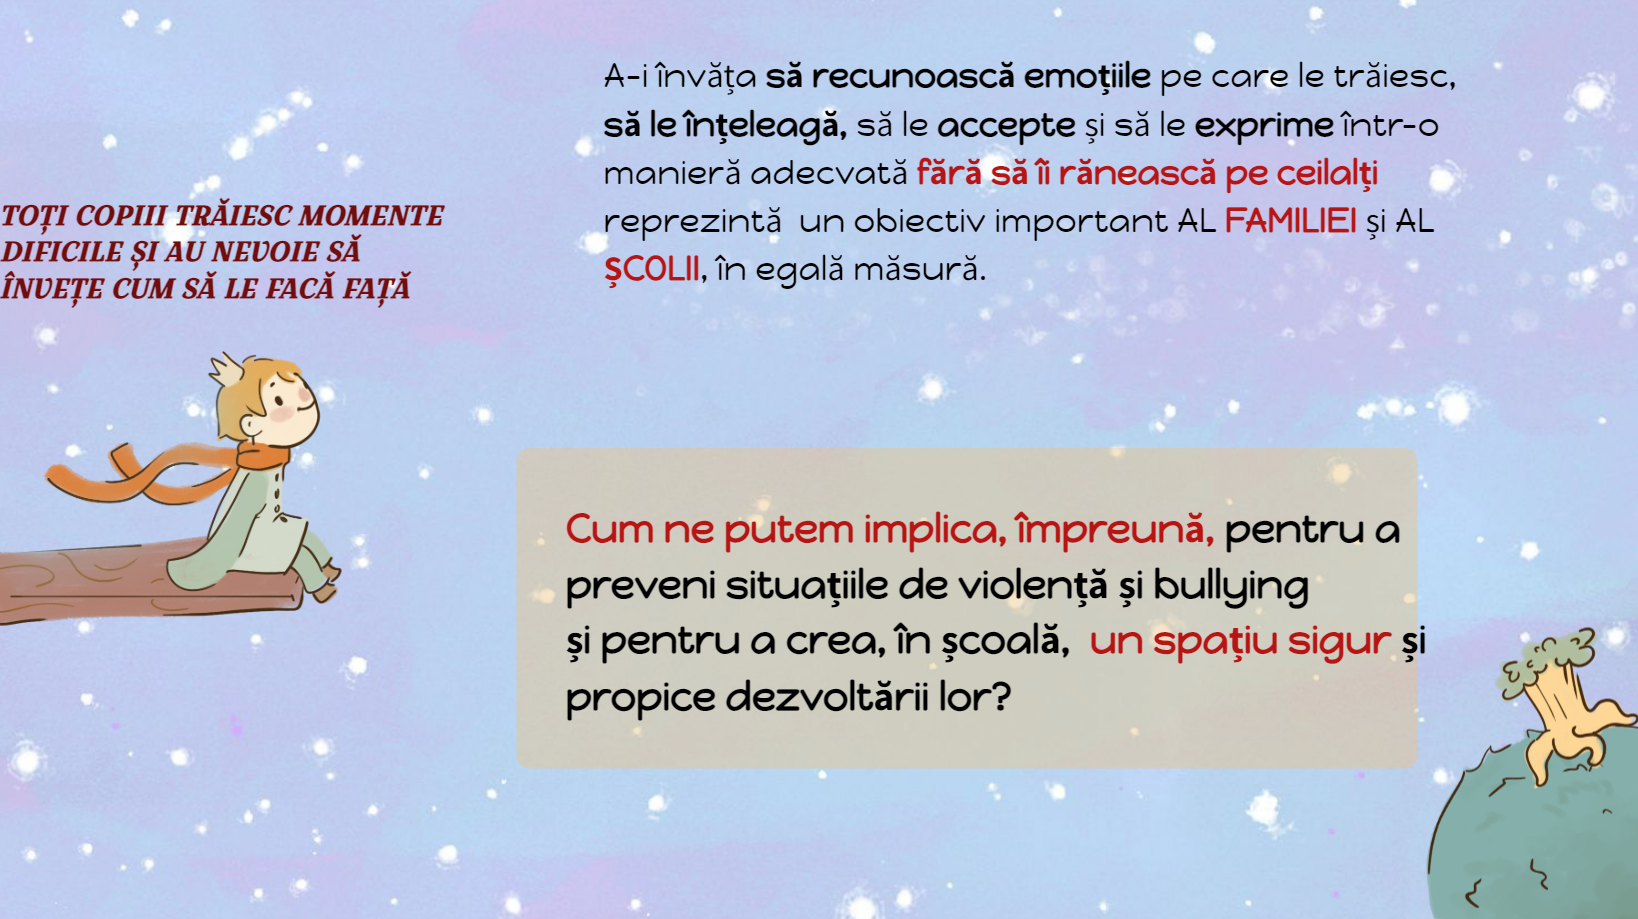 TOȚI COPIII TRĂIESC MOMENTE
DIFICILE ȘI AU NEVOIE SĂ
ÎNVEȚE CUM SĂ LE FACĂ FAȚĂ
A-i învăța să recunoască emoțiile pe care le trăiesc,
să le înțeleagă, să le accepte și să le exprime într-o
manieră adecvată fără să îi rănească pe ceilalți
reprezintă un obiectiv important AL FAMILIEI și AL
ȘCOLII, în egală măsură.
Cum ne putem implica, împreună, pentru a
preveni situațiile de violență și bullying
și pentru a crea, în școală, un spațiu sigur și
propice dezvoltării lor?